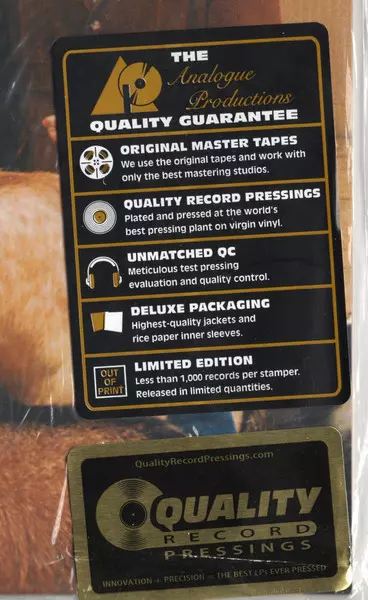 THE
Analogue
Productions
QUALITY GUARANTEE
ORIGINAL MASTER TAPES
We use the original tapes and work with
only the best mastering studios.
QUALITY RECORD PRESSINGS
Plated and pressed at the world's
best pressing plant on virgin vinyl.
UNMATCHED QC
Meticulous test pressing
evaluation and quality control.
DELUXE PACKAGING
Highest-quality jackets and
rice paper inner sleeves.
OUT
OF
PRINT
LIMITED EDITION
Less than 1,000 records per stamper.
Released in limited quantities.
QualityRecordPressings.com
QUALITY
RECORD
PRESSINGS
INNOVATION + PRECISION = THE BEST LPs EVER PRESSED